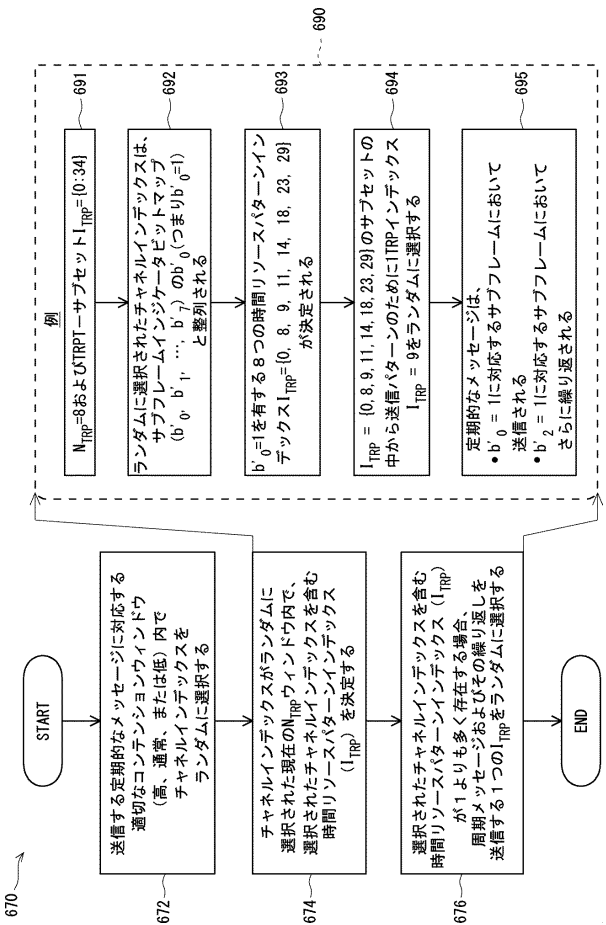 670
START
送信する定期的なメッセージに対応する
適切なコンテンションウィンドウ
(高、通常、または低) 内で
チャネルインデックスを
ランダムに選択する
672
チャネルインデックスがランダムに
選択された現在のN_TRPウィンドウ内で、
選択されたチャネルインデックスを含む
時間リソースパターンインデックス
(I_TRP) を決定する
674
選択されたチャネルインデックスを含む
時間リソースパターンインデックス (I_TRP)
が1よりも多く存在する場合、
周期メッセージおよびその繰り返しを
送信する1つのI_TRPをランダムに選択する
676
END
690
例
N_TRP=8およびTRPTーサブセットI_TRP={0:34}
691
ランダムに選択されたチャネルインデックスは、
サブフレームインジケータビットマップ
(b'_0, b'_1, …, b'_7) のb'_0(つまりb'_0=1)
と整列される
692
b'_0=1を有する8つの時間リソースパターンイン
デックスI_TRP={0, 8, 9, 11, 14, 18, 23, 29}
が決定される
693
I_TRP = {0, 8, 9, 11, 14, 18, 23, 29}のサブセットの
中から送信パターンのために1TRPインデックス
I_TRP = 9をランダムに選択する
694
定期的なメッセージは、
•b'_0 = 1に対応するサブフレームにおいて
送信される
•b'_2 = 1に対応するサブフレームにおいて
さらに繰り返される
695